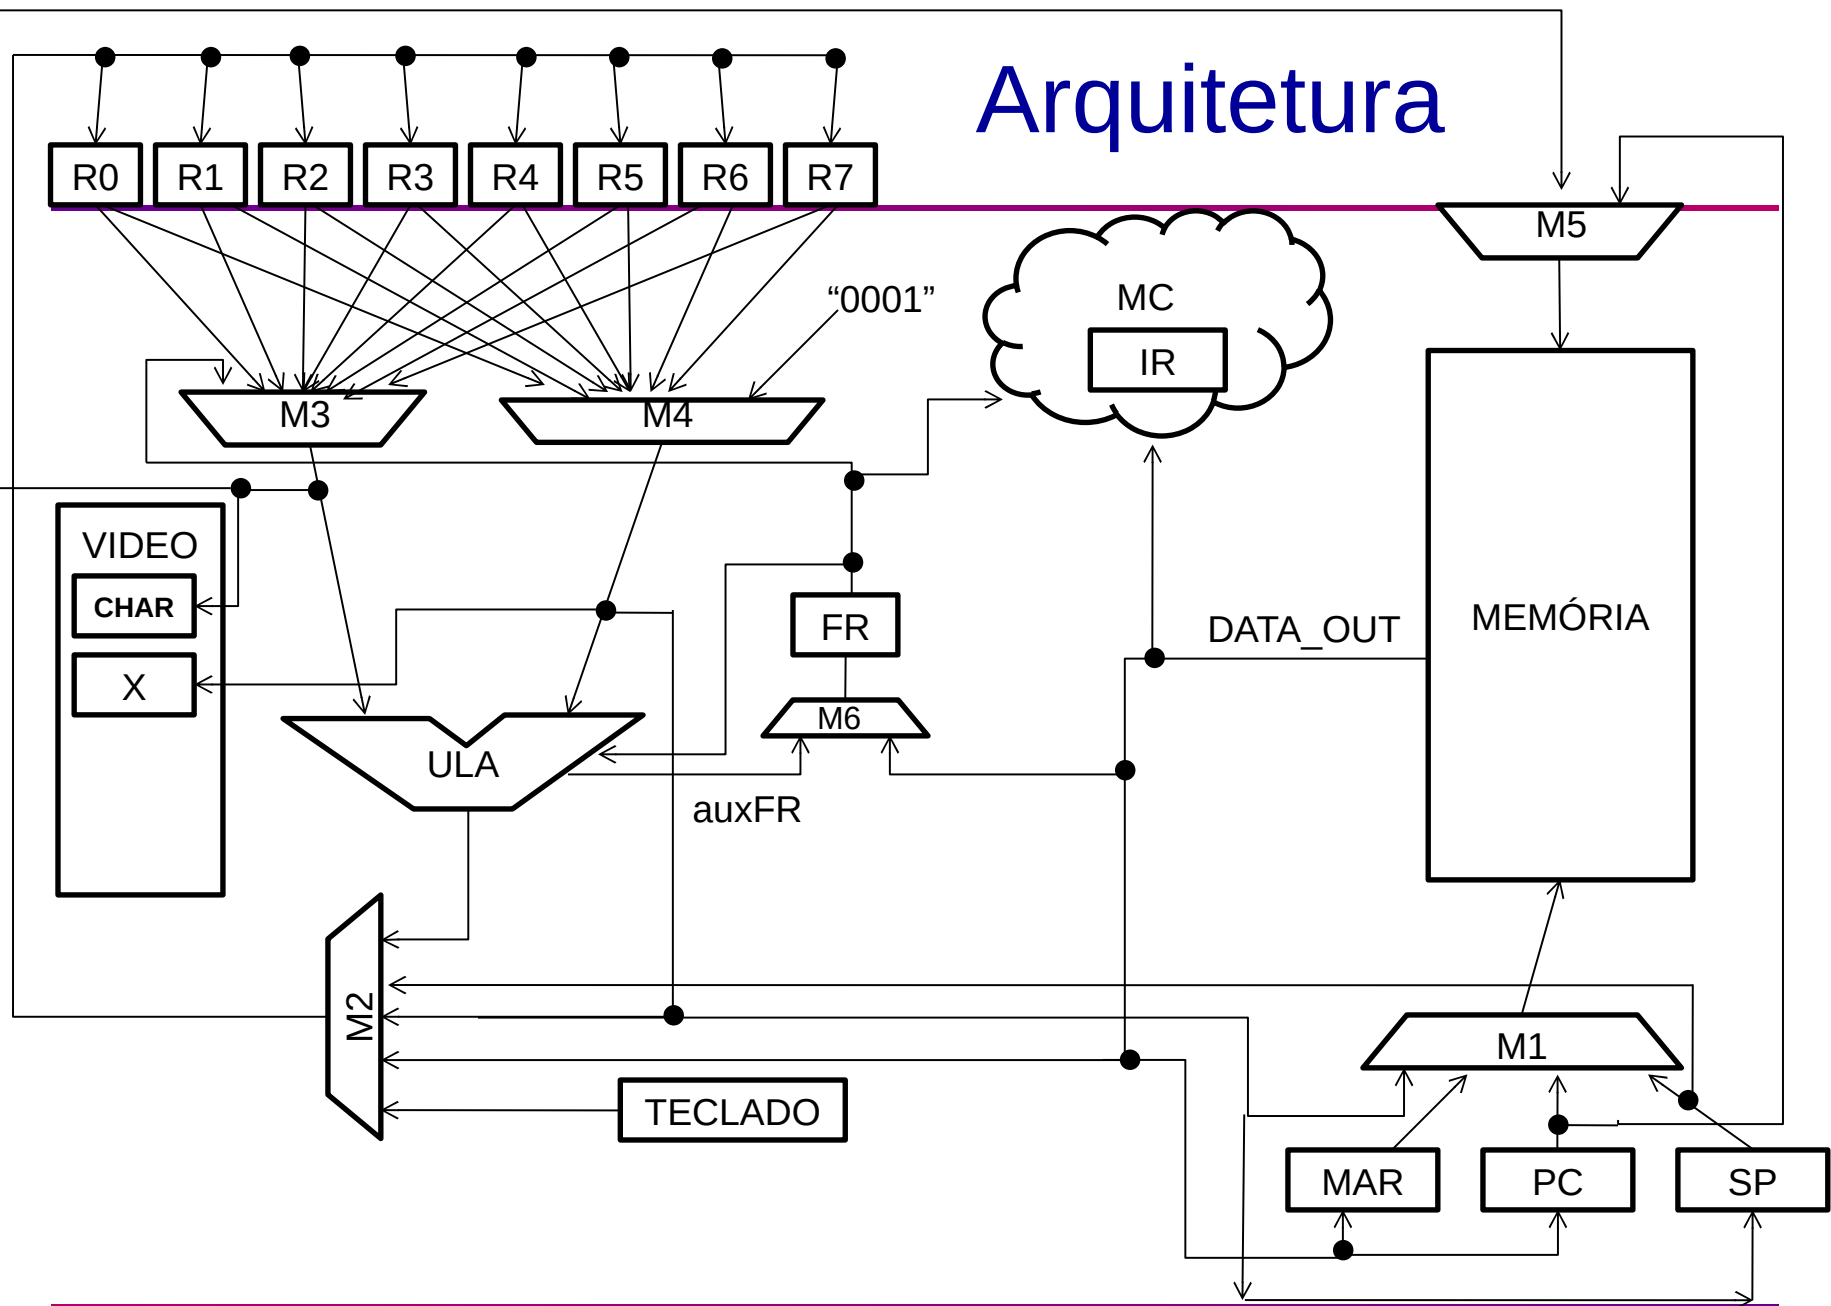 Arquitetura
R0 R1 R2 R3 R4 R5 R6 R7
M5
“0001”
MC
IR
M3
M4
VIDEO
CHAR
X
FR
DATA_OUT
MEMÓRIA
M6
ULA
auxFR
M2
M1
TECLADO
MAR PC SP